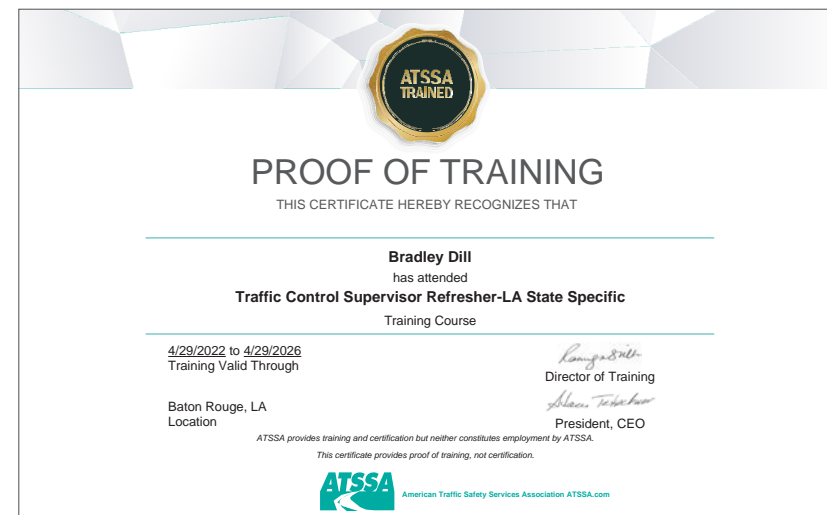 ATSSA
TRAINED
PROOF OF TRAINING
THIS CERTIFICATE HEREBY RECOGNIZES THAT
Bradley Dill
has attended
Traffic Control Supervisor Refresher-LA State Specific
Training Course
4/29/2022 to 4/29/2026
Training Valid Through
Director of Training
Baton Rouge, LA
Location
President, CEO
ATSSA provides training and certification but neither constitutes employment by ATSSA.
This certificate provides proof of training, not certification.
ATSSA
American Traffic Safety Services Association ATSSA.com